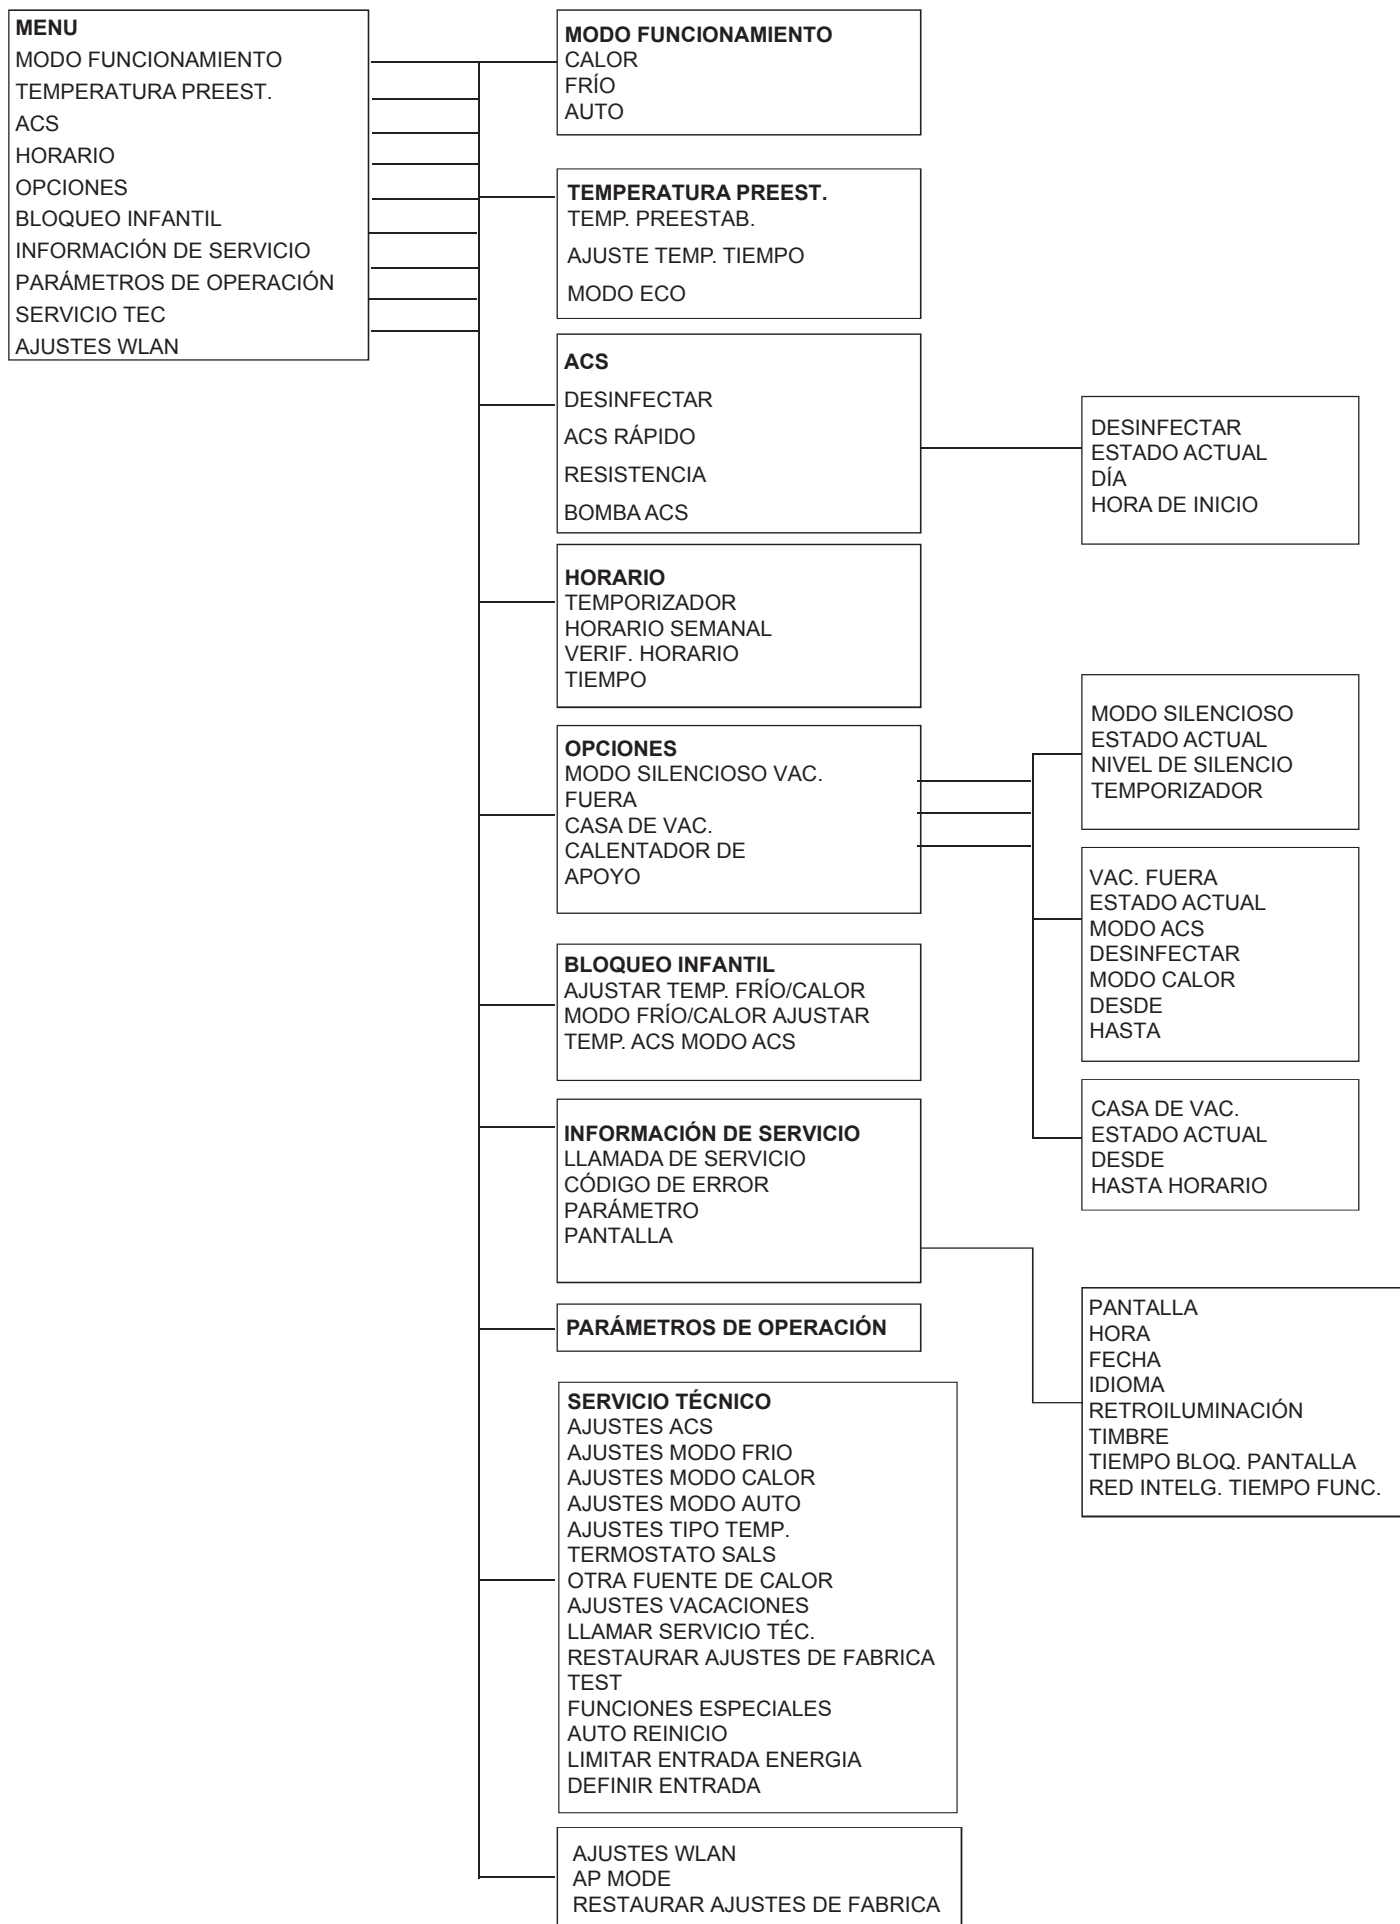 MENU
MODO FUNCIONAMIENTO
TEMPERATURA PREEST.
ACS
HORARIO
OPCIONES
BLOQUEO INFANTIL
INFORMACIÓN DE SERVICIO
PARÁMETROS DE OPERACIÓN
SERVICIO TEC
AJUSTES WLAN
MODO FUNCIONAMIENTO
CALOR
FRÍO
AUTO
TEMPERATURA PREEST.
TEMP. PREESTAB.
AJUSTE TEMP. TIEMPO
MODO ECO
ACS
DESINFECTAR
ACS RÁPIDO
RESISTENCIA
BOMBA ACS
DESINFECTAR
ESTADO ACTUAL
DÍA
HORA DE INICIO
HORARIO
TEMPORIZADOR
HORARIO SEMANAL
VERIF. HORARIO
TIEMPO
OPCIONES
MODO SILENCIOSO VAC.
FUERA
CASA DE VAC.
CALENTADOR DE
APOYO
MODO SILENCIOSO
ESTADO ACTUAL
NIVEL DE SILENCIO
TEMPORIZADOR
VAC. FUERA
ESTADO ACTUAL
MODO ACS
DESINFECTAR
MODO CALOR
DESDE
HASTA
CASA DE VAC.
ESTADO ACTUAL
DESDE
HASTA HORARIO
BLOQUEO INFANTIL
AJUSTAR TEMP. FRÍO/CALOR
MODO FRÍO/CALOR AJUSTAR
TEMP. ACS MODO ACS
INFORMACIÓN DE SERVICIO
LLAMADA DE SERVICIO
CÓDIGO DE ERROR
PARÁMETRO
PANTALLA
PANTALLA
HORA
FECHA
IDIOMA
RETROILUMINACIÓN
TIMBRE
TIEMPO BLOQ. PANTALLA
RED INTELG. TIEMPO FUNC.
PARÁMETROS DE OPERACIÓN
SERVICIO TÉCNICO
AJUSTES ACS
AJUSTES MODO FRIO
AJUSTES MODO CALOR
AJUSTES MODO AUTO
AJUSTES TIPO TEMP.
TERMOSTATO SALS
OTRA FUENTE DE CALOR
AJUSTES VACACIONES
LLAMAR SERVICIO TÉC.
RESTAURAR AJUSTES DE FABRICA
TEST
FUNCIONES ESPECIALES
AUTO REINICIO
LIMITAR ENTRADA ENERGIA
DEFINIR ENTRADA
AJUSTES WLAN
AP MODE
RESTAURAR AJUSTES DE FABRICA